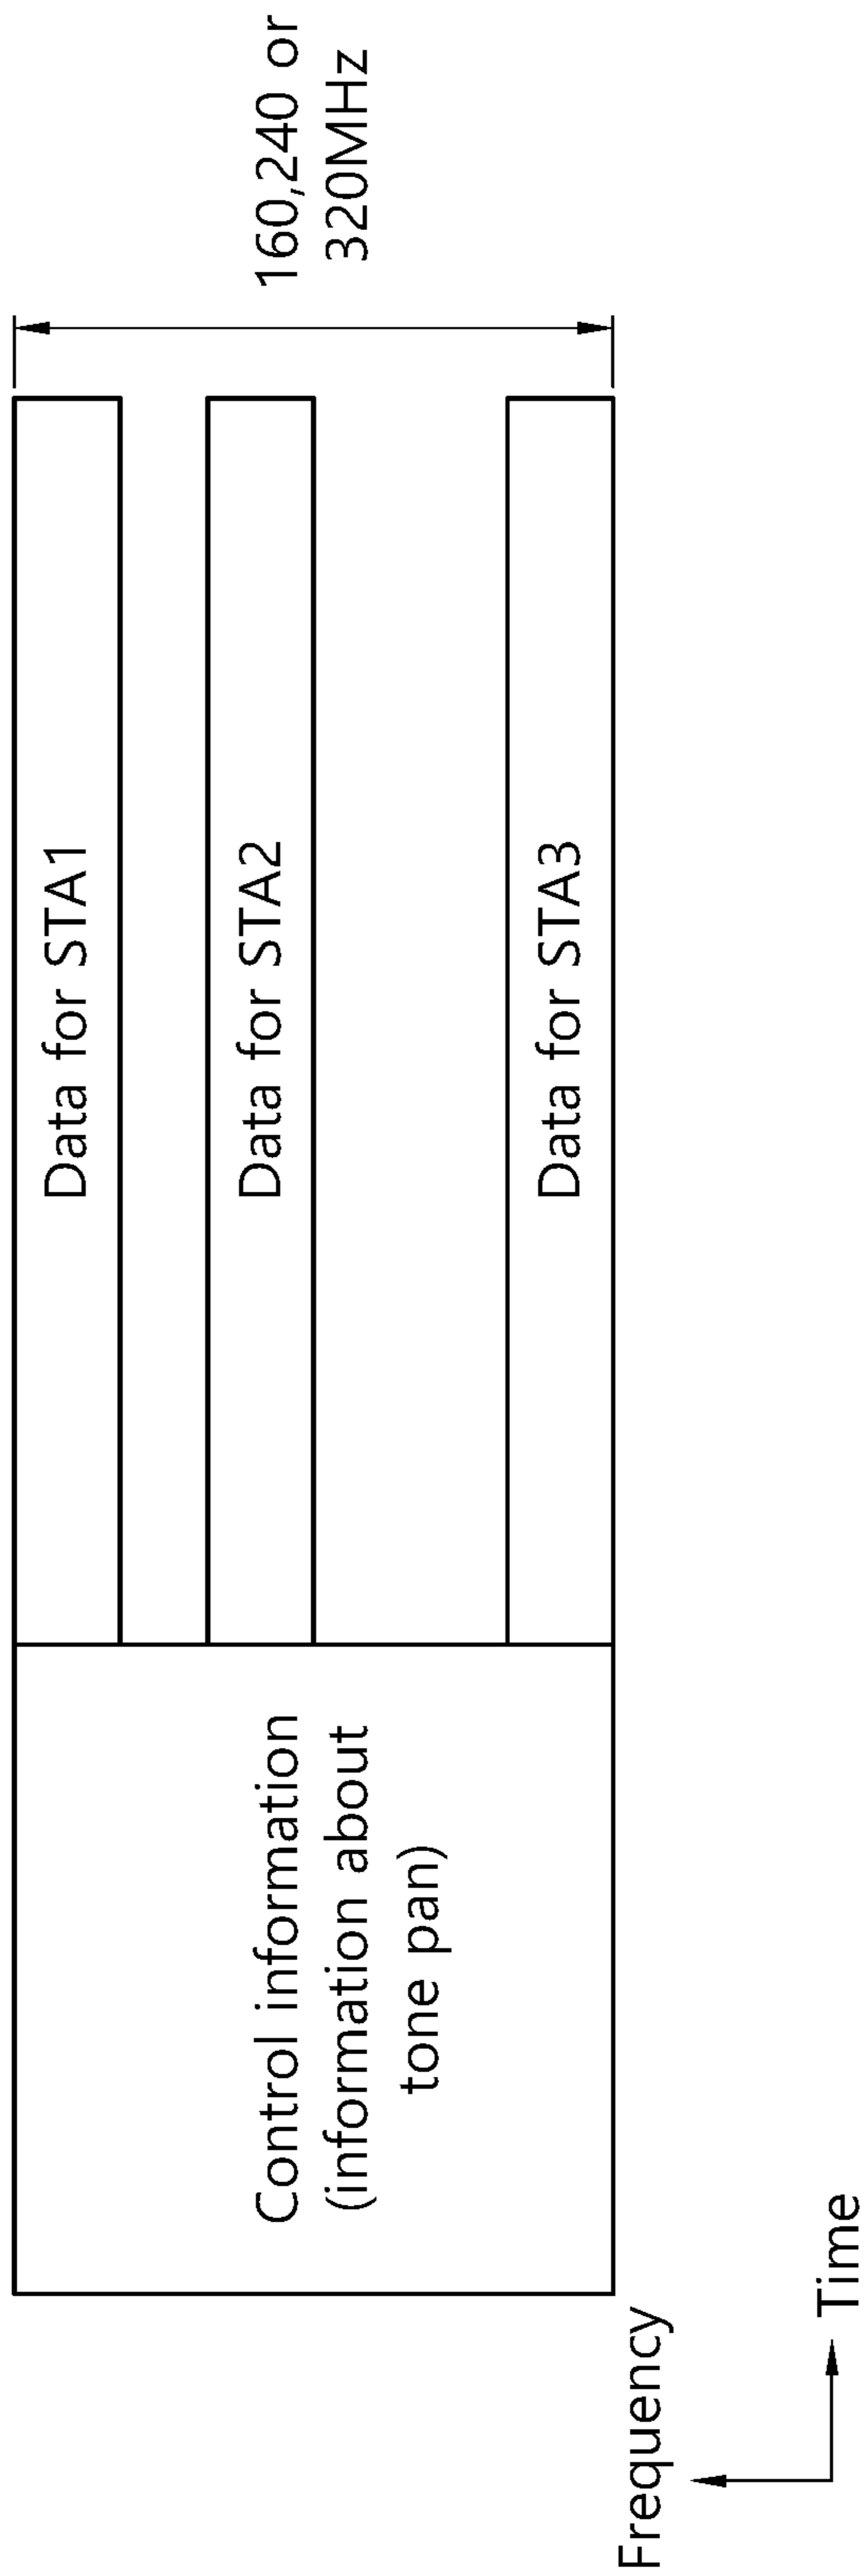 Control information
(information about
tone pan)
Data for STA1
Data for STA2
Data for STA3
160,240 or
320MHz
Frequency
Time